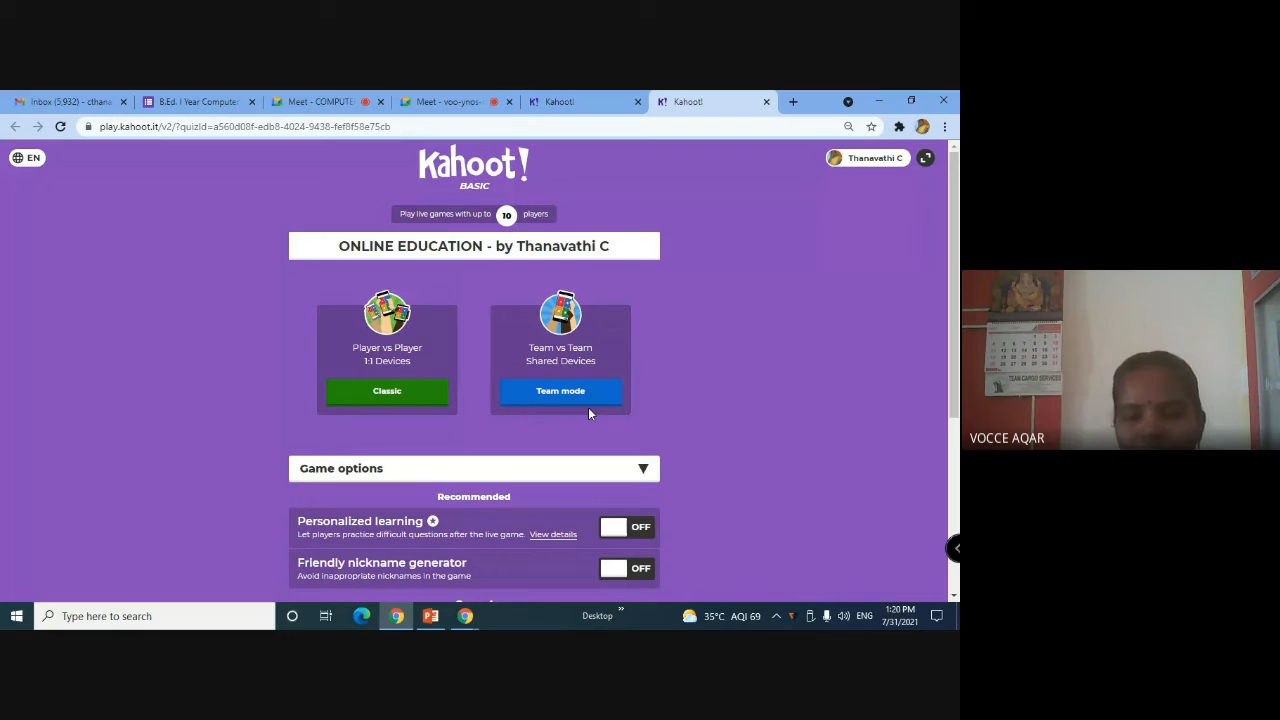 Inbox (5,932) - cthana
B.Ed. I Year Computer
Meet - COMPUTE
Meet - voo-ynos-
Kahoot!
Kahoot!
play.kahoot.it/v2/?quizId=a560d08f-edb8-4024-9438-fef8f58e75cb
EN
Kahoot!
BASIC
Thanavathi C
Play live games with up to 10 players
ONLINE EDUCATION - by Thanavathi C
Player vs Player
1:1 Devices
Classic
Team vs Team
Shared Devices
Team mode
Game options
Recommended
Personalized learning
Let players practice difficult questions after the live game. View details
OFF
Friendly nickname generator
Avoid inappropriate nicknames in the game
OFF
TEAM CARGO SERVICES
VOCCE AQAR
Type here to search
Desktop
35°C AQI 69
ENG
1:20 PM
7/31/2021